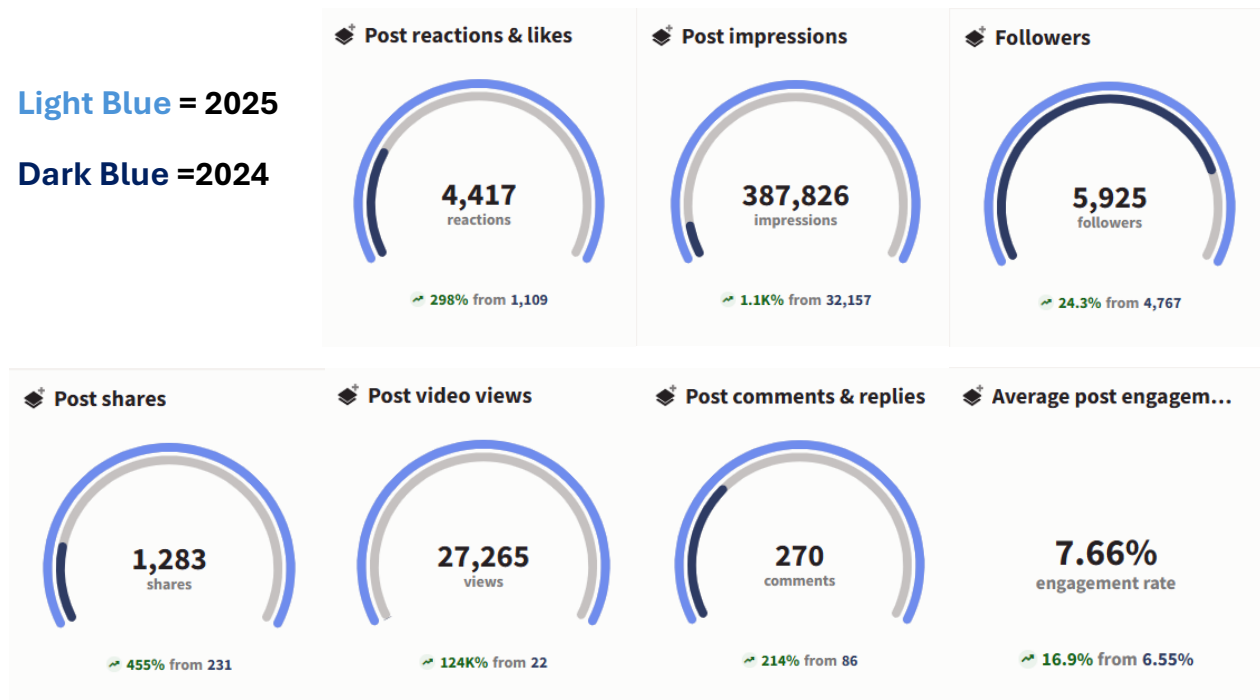 Light Blue = 2025
Dark Blue =2024
Post reactions & likes
4,417
reactions
298% from 1,109
Post impressions
387,826
impressions
1.1K% from 32,157
Followers
5,925
followers
24.3% from 4,767
Post shares
1,283
shares
455% from 231
Post video views
27,265
views
124K% from 22
Post comments & replies
270
comments
214% from 86
Average post engagem...
7.66%
engagement rate
16.9% from 6.55%